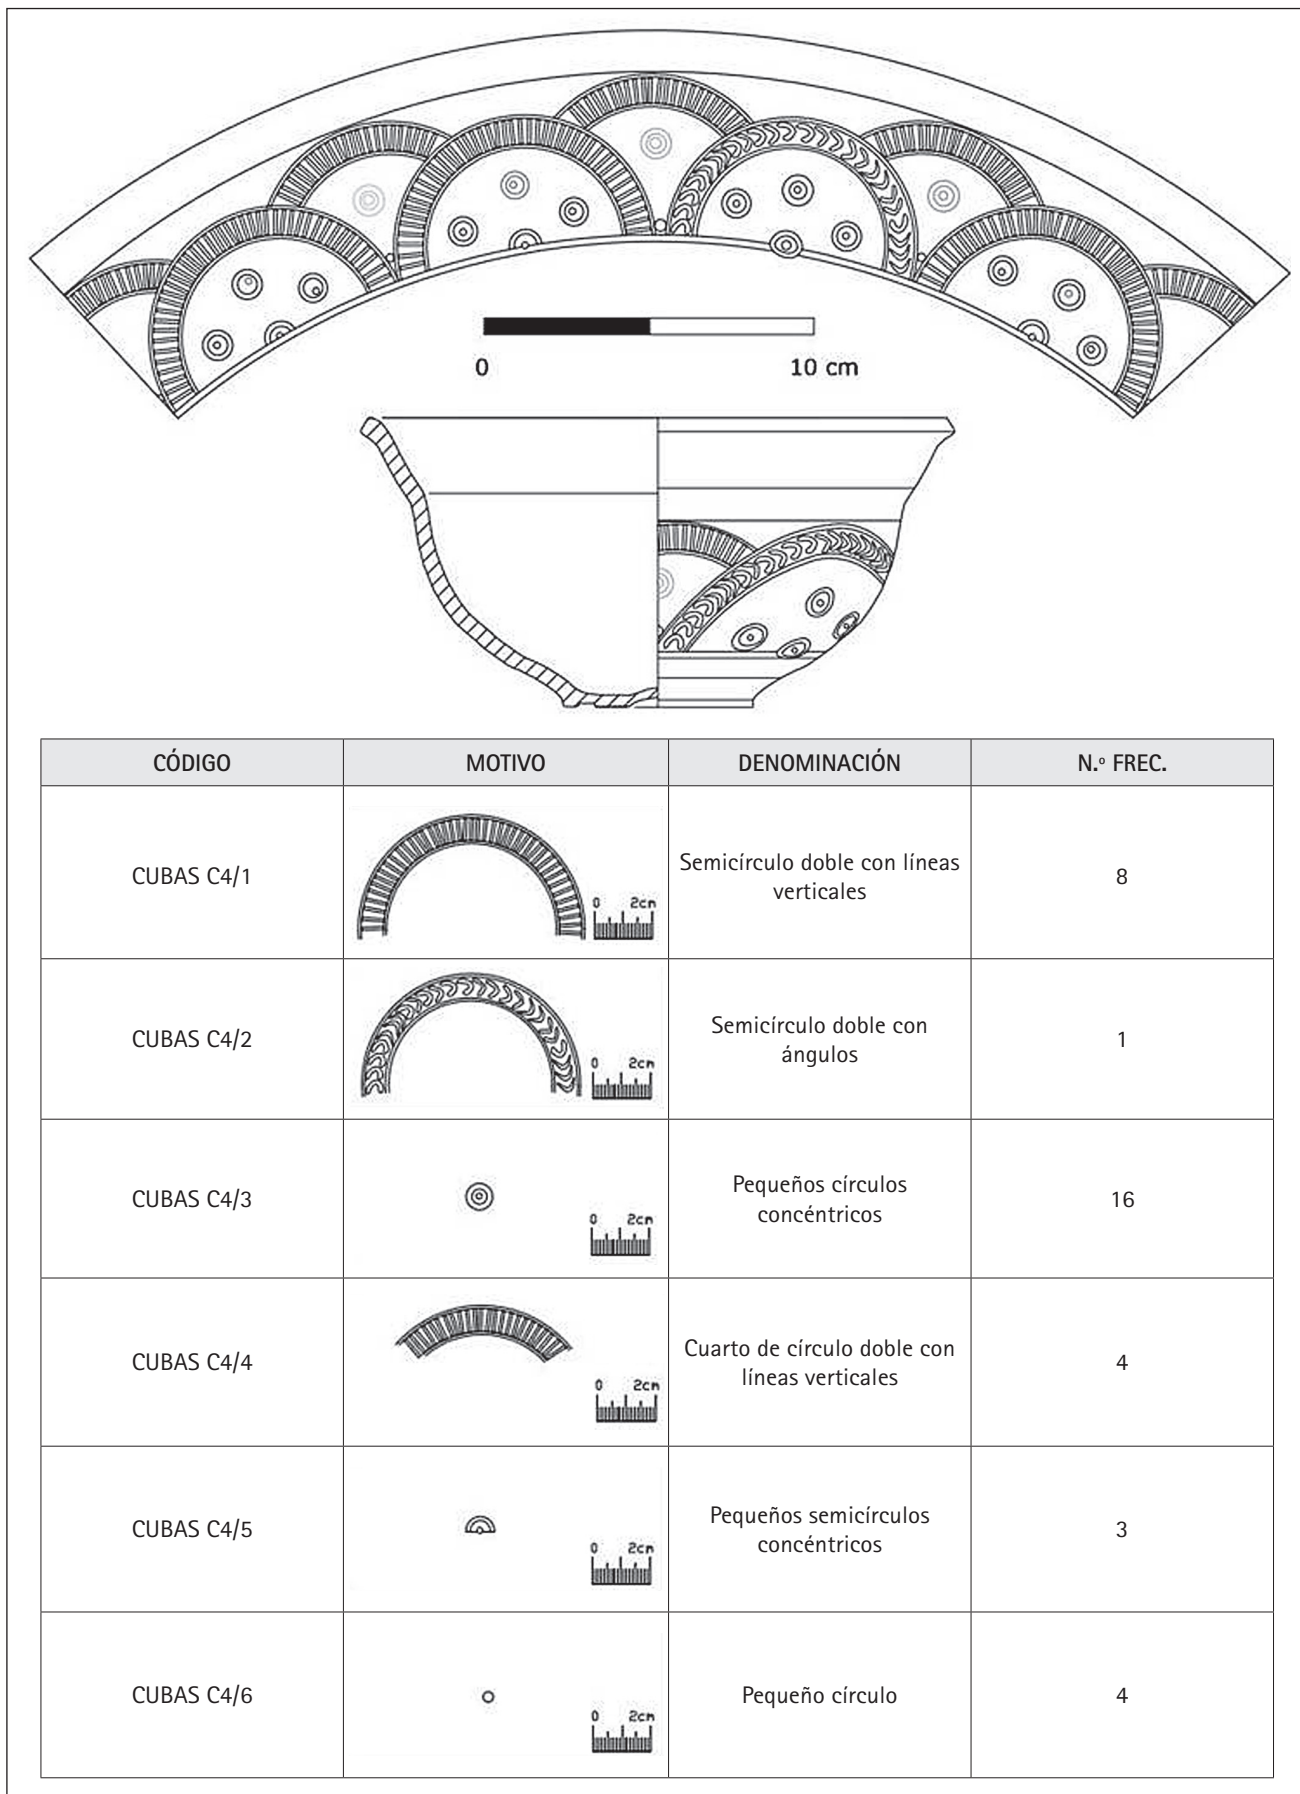 0 10 cm
CÓDIGO MOTIVO DENOMINACIÓN N.º FREC.
CUBAS C4/1 0 2cm Semicírculo doble con líneas verticales 8
CUBAS C4/2 0 2cm Semicírculo doble con ángulos 1
CUBAS C4/3 0 2cm Pequeños círculos concéntricos 16
CUBAS C4/4 0 2cm Cuarto de círculo doble con líneas verticales 4
CUBAS C4/5 0 2cm Pequeños semicírculos concéntricos 3
CUBAS C4/6 0 2cm Pequeño círculo 4